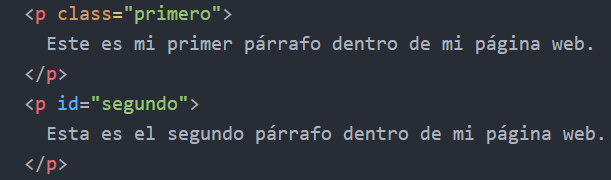 <p class="primero">
Este es mi primer párrafo dentro de mi página web.
</p>
<p id="segundo">
Esta es el segundo párrafo dentro de mi página web.
</p>